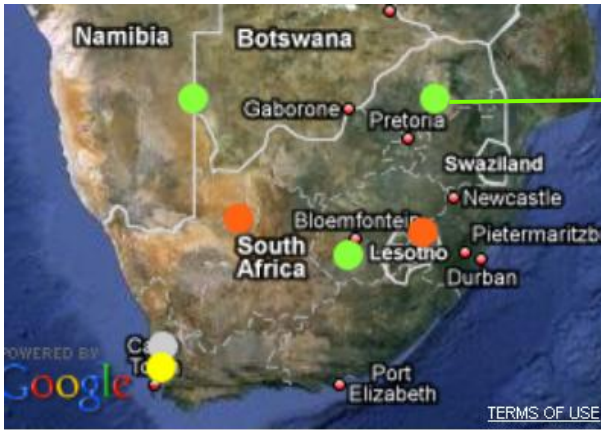 Namibia
Botswana
Gaborone
Pretoria
Swaziland
Newcastle
Bloemfontein
Pietermaritzb
South
Africa
Lesotho
Durban
POWERED BY
Google
Port
Elizabeth
TERMS OF USE